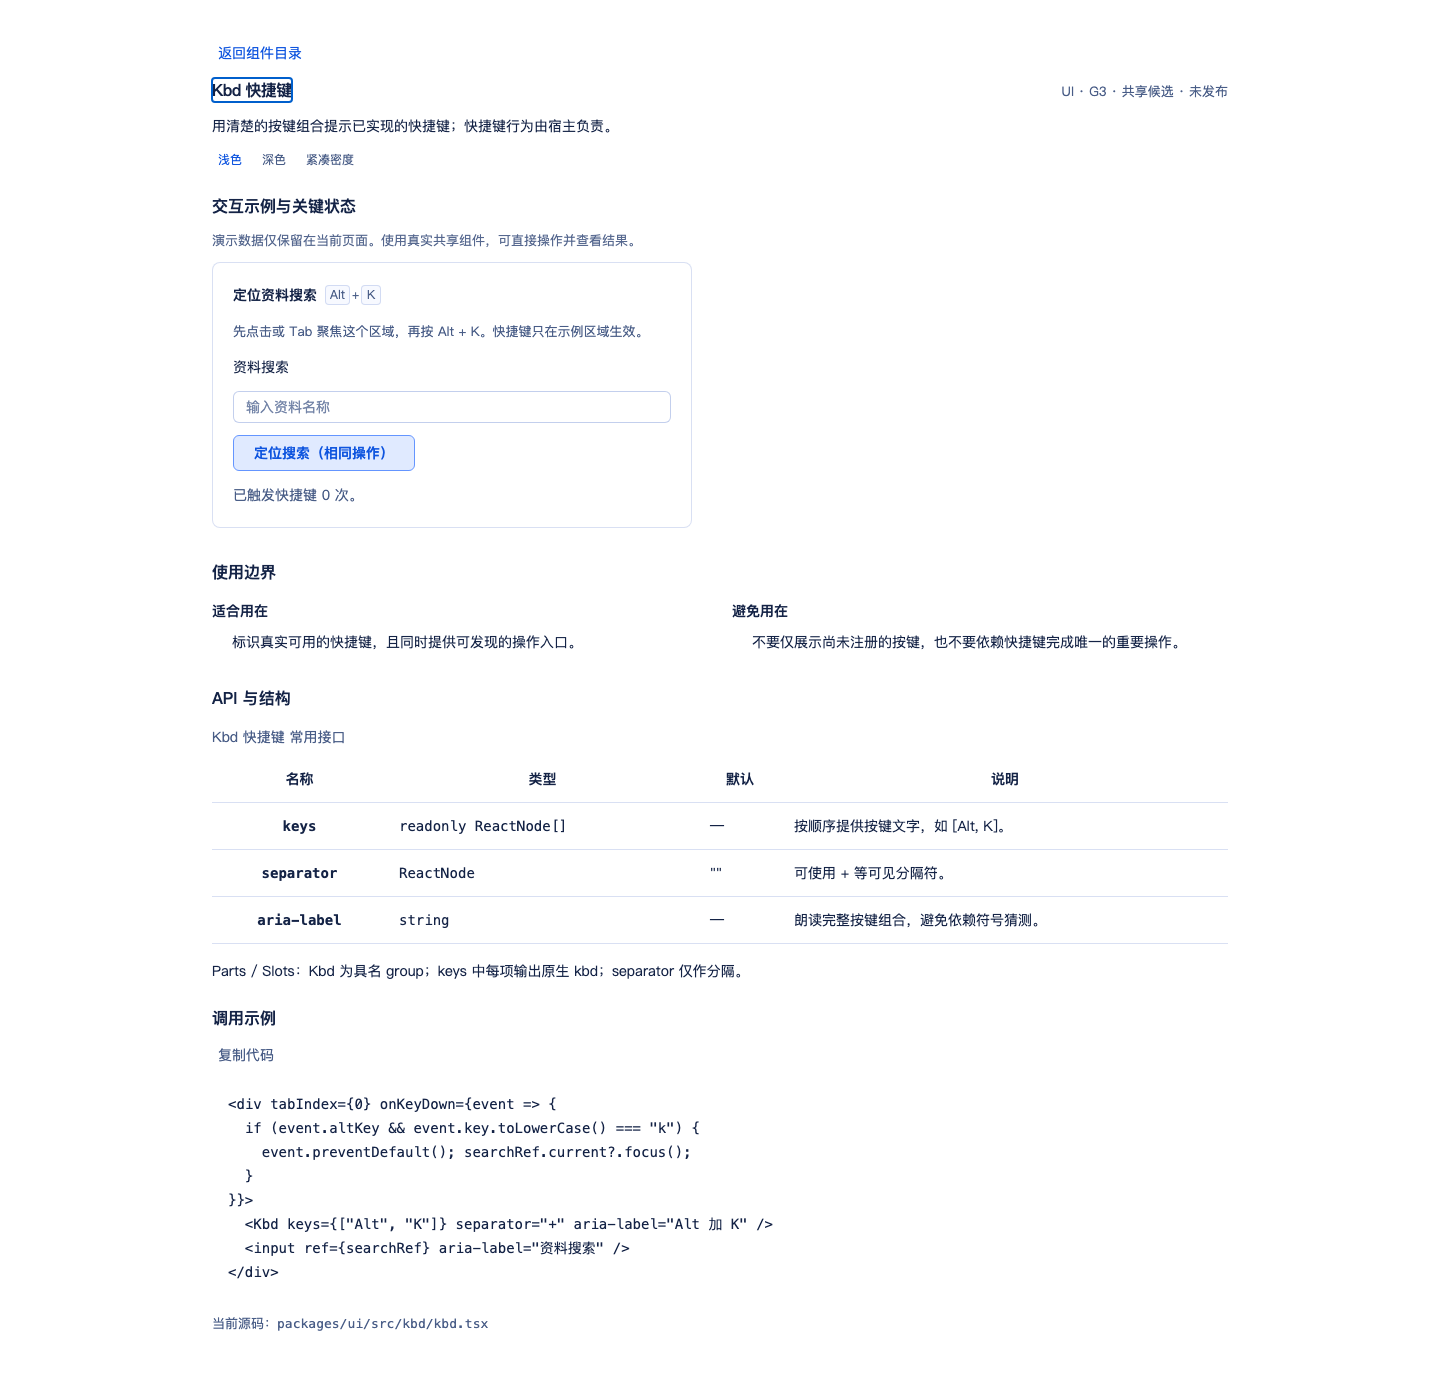 返回组件目录
Kbd 快捷键
UI · G3 · 共享候选 · 未发布
用清楚的按键组合提示已实现的快捷键；快捷键行为由宿主负责。
浅色 深色 紧凑密度
交互示例与关键状态
演示数据仅保留在当前页面。使用真实共享组件，可直接操作并查看结果。
定位资料搜索 Alt + K
先点击或 Tab 聚焦这个区域，再按 Alt + K。快捷键只在示例区域生效。
资料搜索
输入资料名称
定位搜索（相同操作）
已触发快捷键 0 次。
使用边界
适合用在
标识真实可用的快捷键，且同时提供可发现的操作入口。
避免用在
不要仅展示尚未注册的按键，也不要依赖快捷键完成唯一的重要操作。
API 与结构
Kbd 快捷键 常用接口
名称 类型 默认 说明
keys readonly ReactNode[] — 按顺序提供按键文字，如 [Alt, K]。
separator ReactNode "" 可使用 + 等可见分隔符。
aria-label string — 朗读完整按键组合，避免依赖符号猜测。
Parts / Slots：Kbd 为具名 group；keys 中每项输出原生 kbd；separator 仅作分隔。
调用示例
复制代码
<div tabIndex={0} onKeyDown={event => {
  if (event.altKey && event.key.toLowerCase() === "k") {
    event.preventDefault(); searchRef.current?.focus();
  }
}}>
  <Kbd keys={["Alt", "K"]} separator="+" aria-label="Alt 加 K" />
  <input ref={searchRef} aria-label="资料搜索" />
</div>
当前源码：packages/ui/src/kbd/kbd.tsx